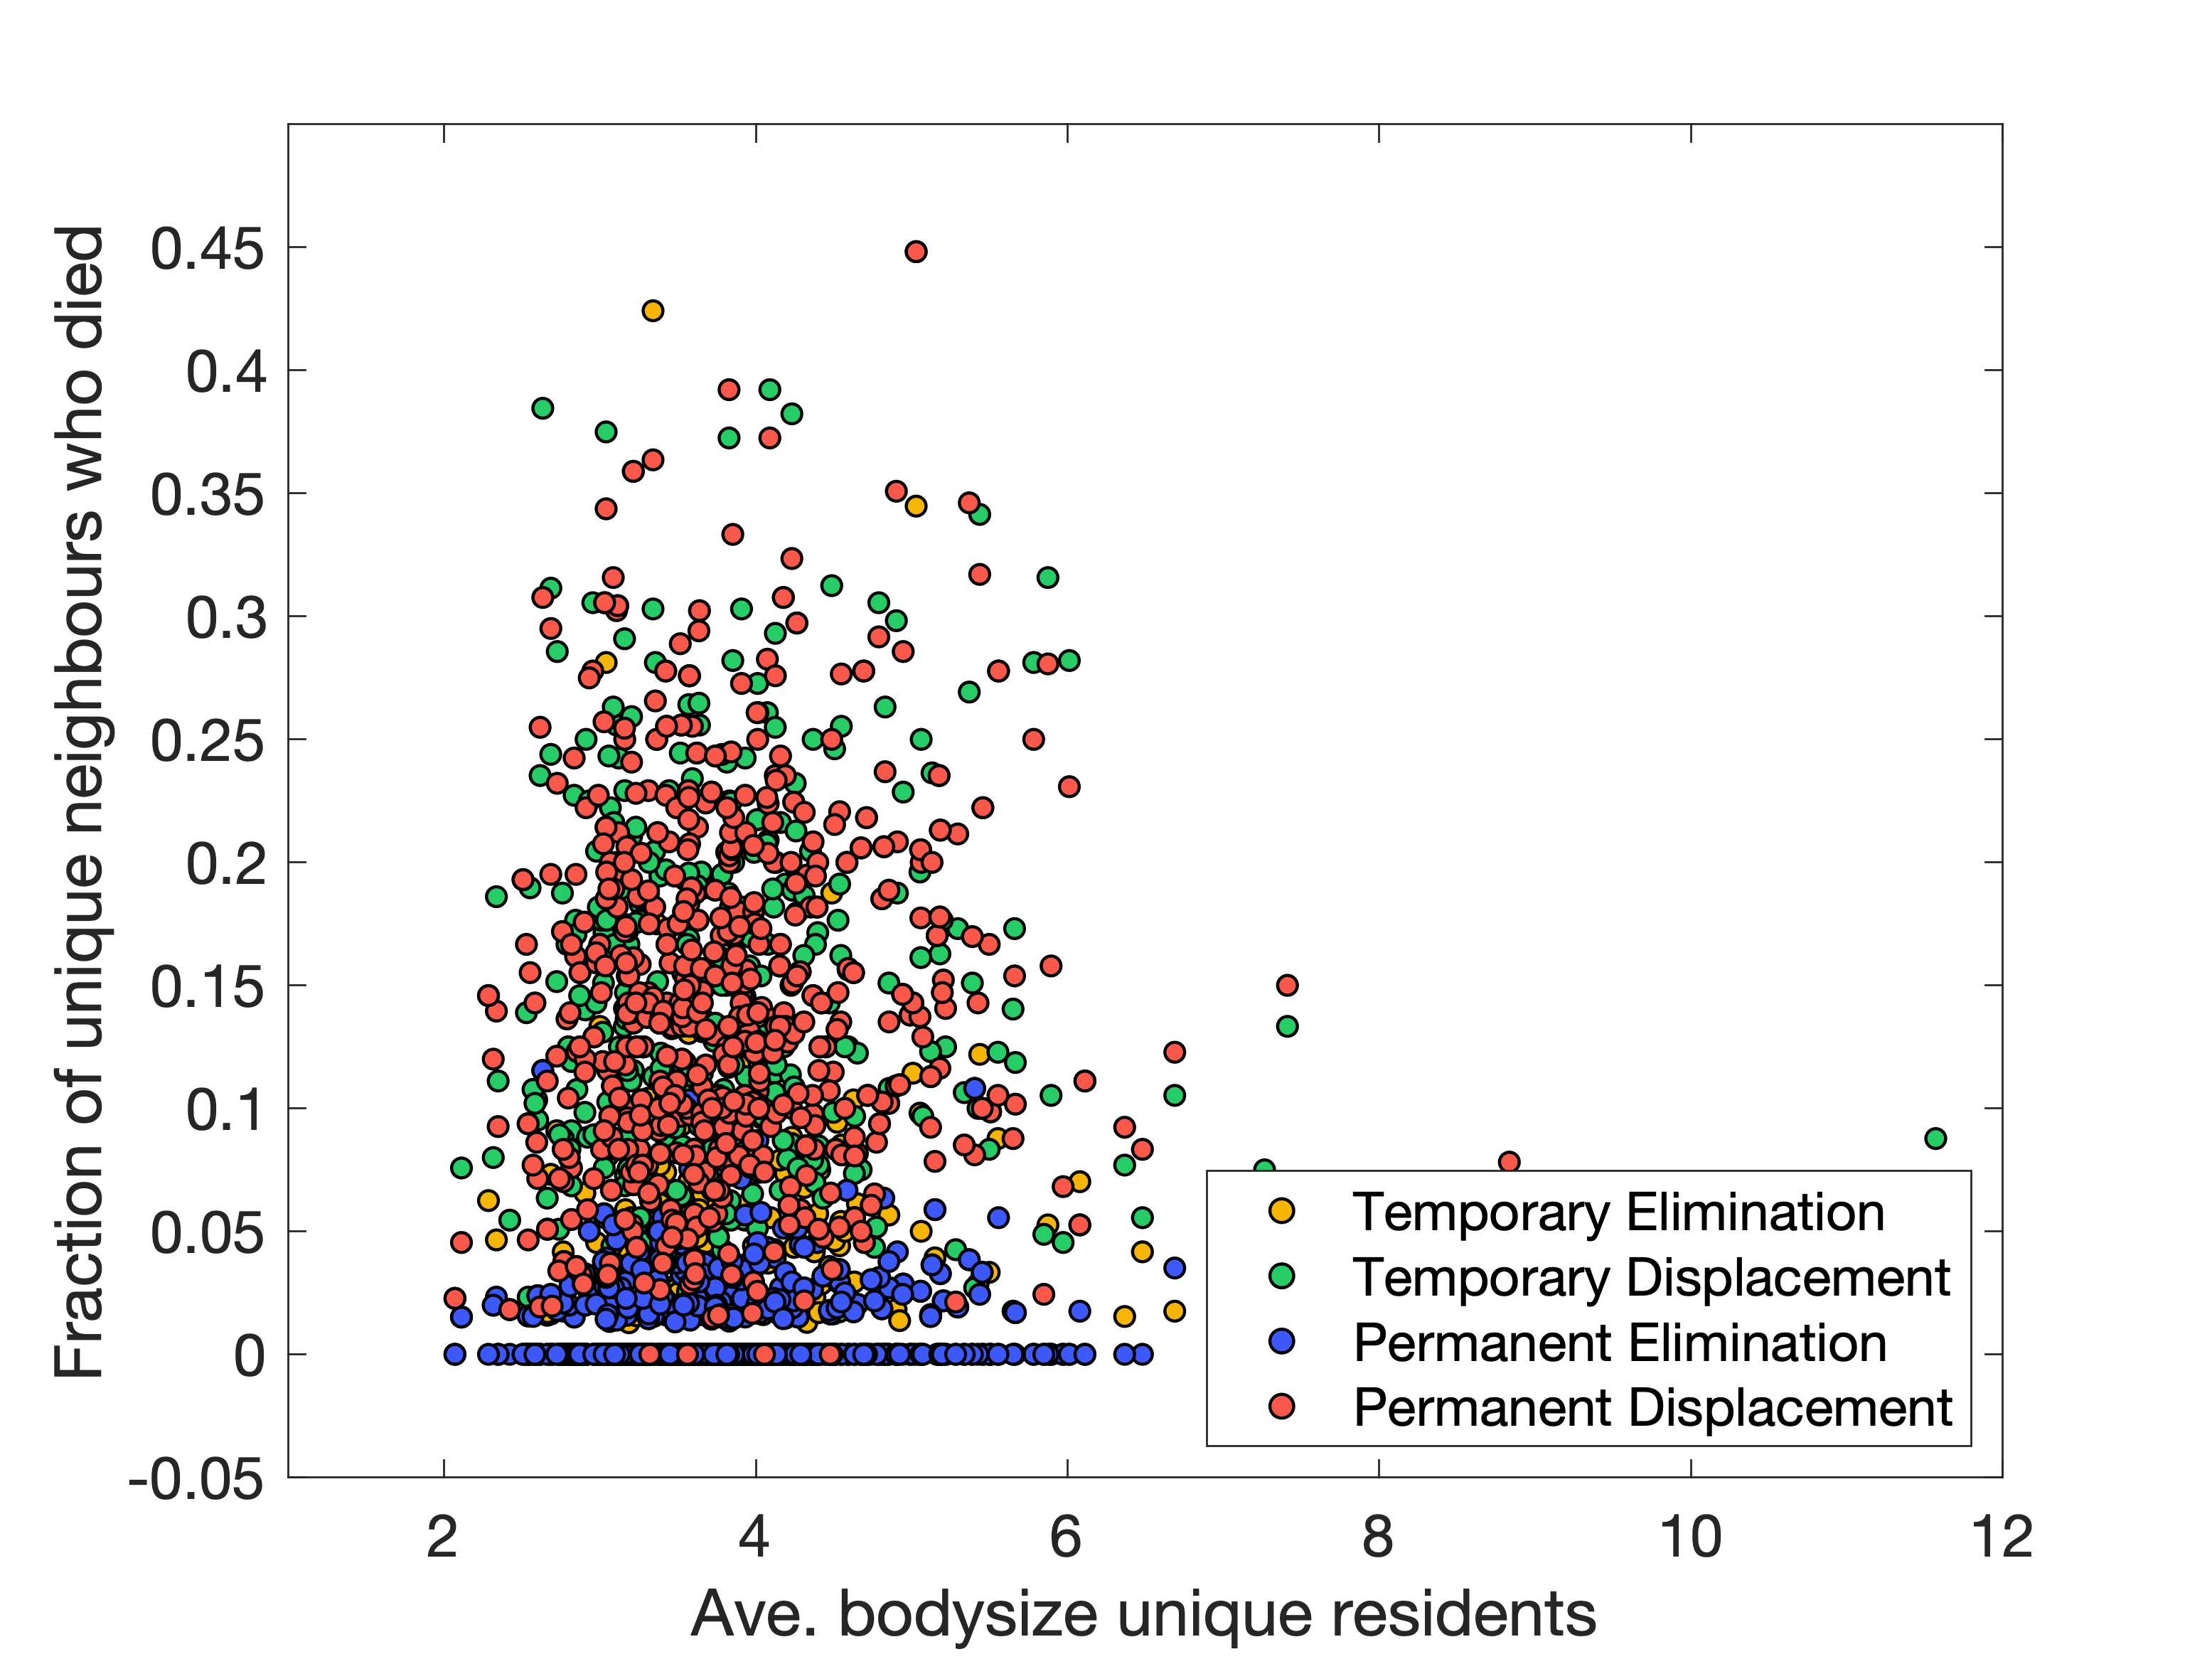 Fraction of unique neighbours who died
0.45
0.4
0.35
0.3
0.25
0.2
0.15
0.1
0.05
0
-0.05
Temporary Elimination
Temporary Displacement
Permanent Elimination
Permanent Displacement
2 4 6 8 10 12
Ave. bodysize unique residents